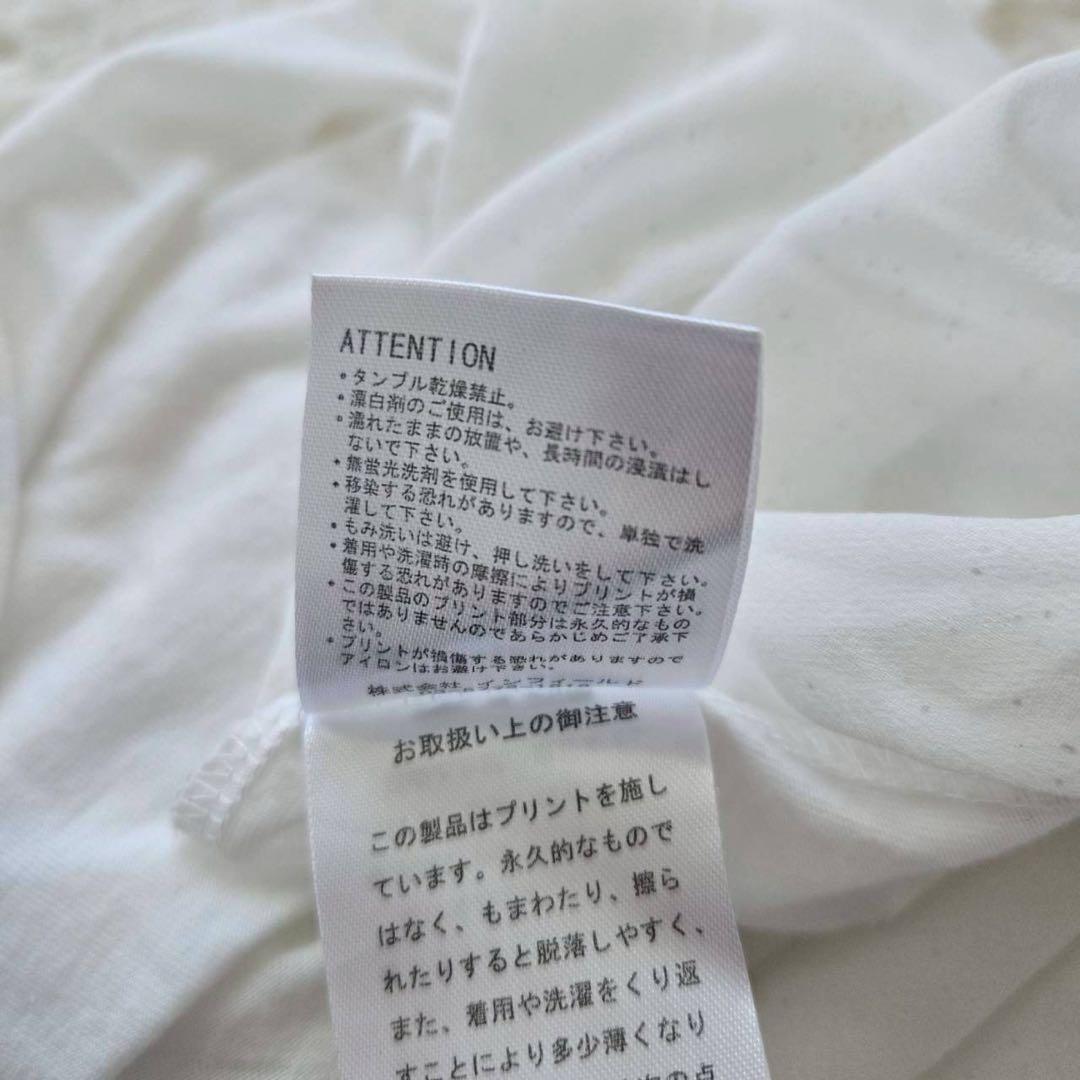 ATTENTION
・タンブル乾燥禁止。
・漂白剤のご使用は、お避け下さい。
・濡れたままの放置や、長時間の浸漬はし
ないで下さい。
・無蛍光洗剤を使用して下さい。
・移染する恐れがありますので、単独で洗
濯して下さい。
・もみ洗いは避け、押し洗いをして下さい。
・着用や洗濯時の摩擦によりプリントが損
傷する恐れがありますのでご注意下さい。
・この製品のプリント部分は永久的なもの
ではありませんのであらかじめご了承下
さい。
・プリントが損傷する恐れがありますので
アイロンはお避け下さい。
株式会社
お取扱い上の御注意
この製品はプリントを施し
ています。永久的なもので
はなく、もまわたり、擦ら
れたりすると脱落しやすく、
また、着用や洗濯をくり返
すことにより多少薄くなり
の点